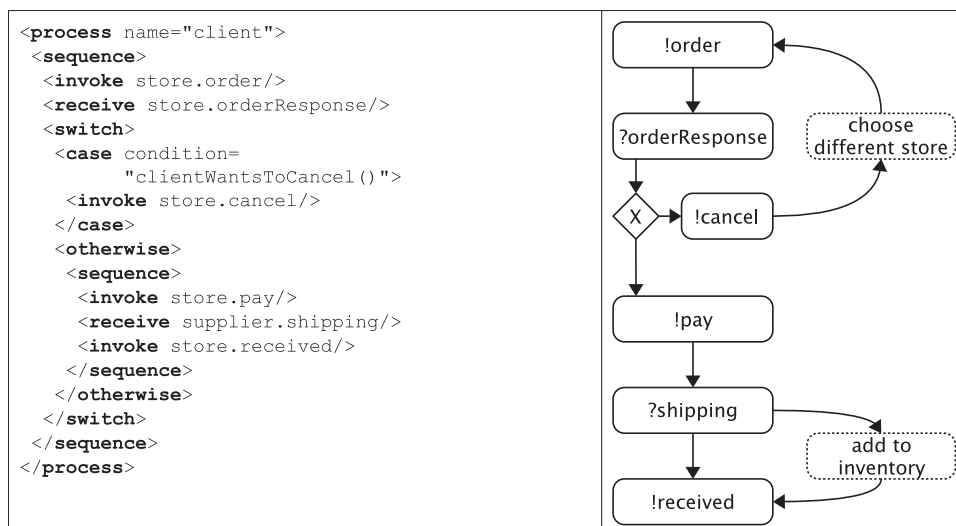 <process name="client">
<sequence>
<invoke store.order/>
<receive store.orderResponse/>
<switch>
<case condition=
"clientWantsToCancel()">
<invoke store.cancel/>
</case>
<otherwise>
<sequence>
<invoke store.pay/>
<receive supplier.shipping/>
<invoke store.received/>
</sequence>
</otherwise>
</switch>
</sequence>
</process>
!order
?orderResponse
choose
different store
X
!cancel
!pay
?shipping
add to
inventory
!received